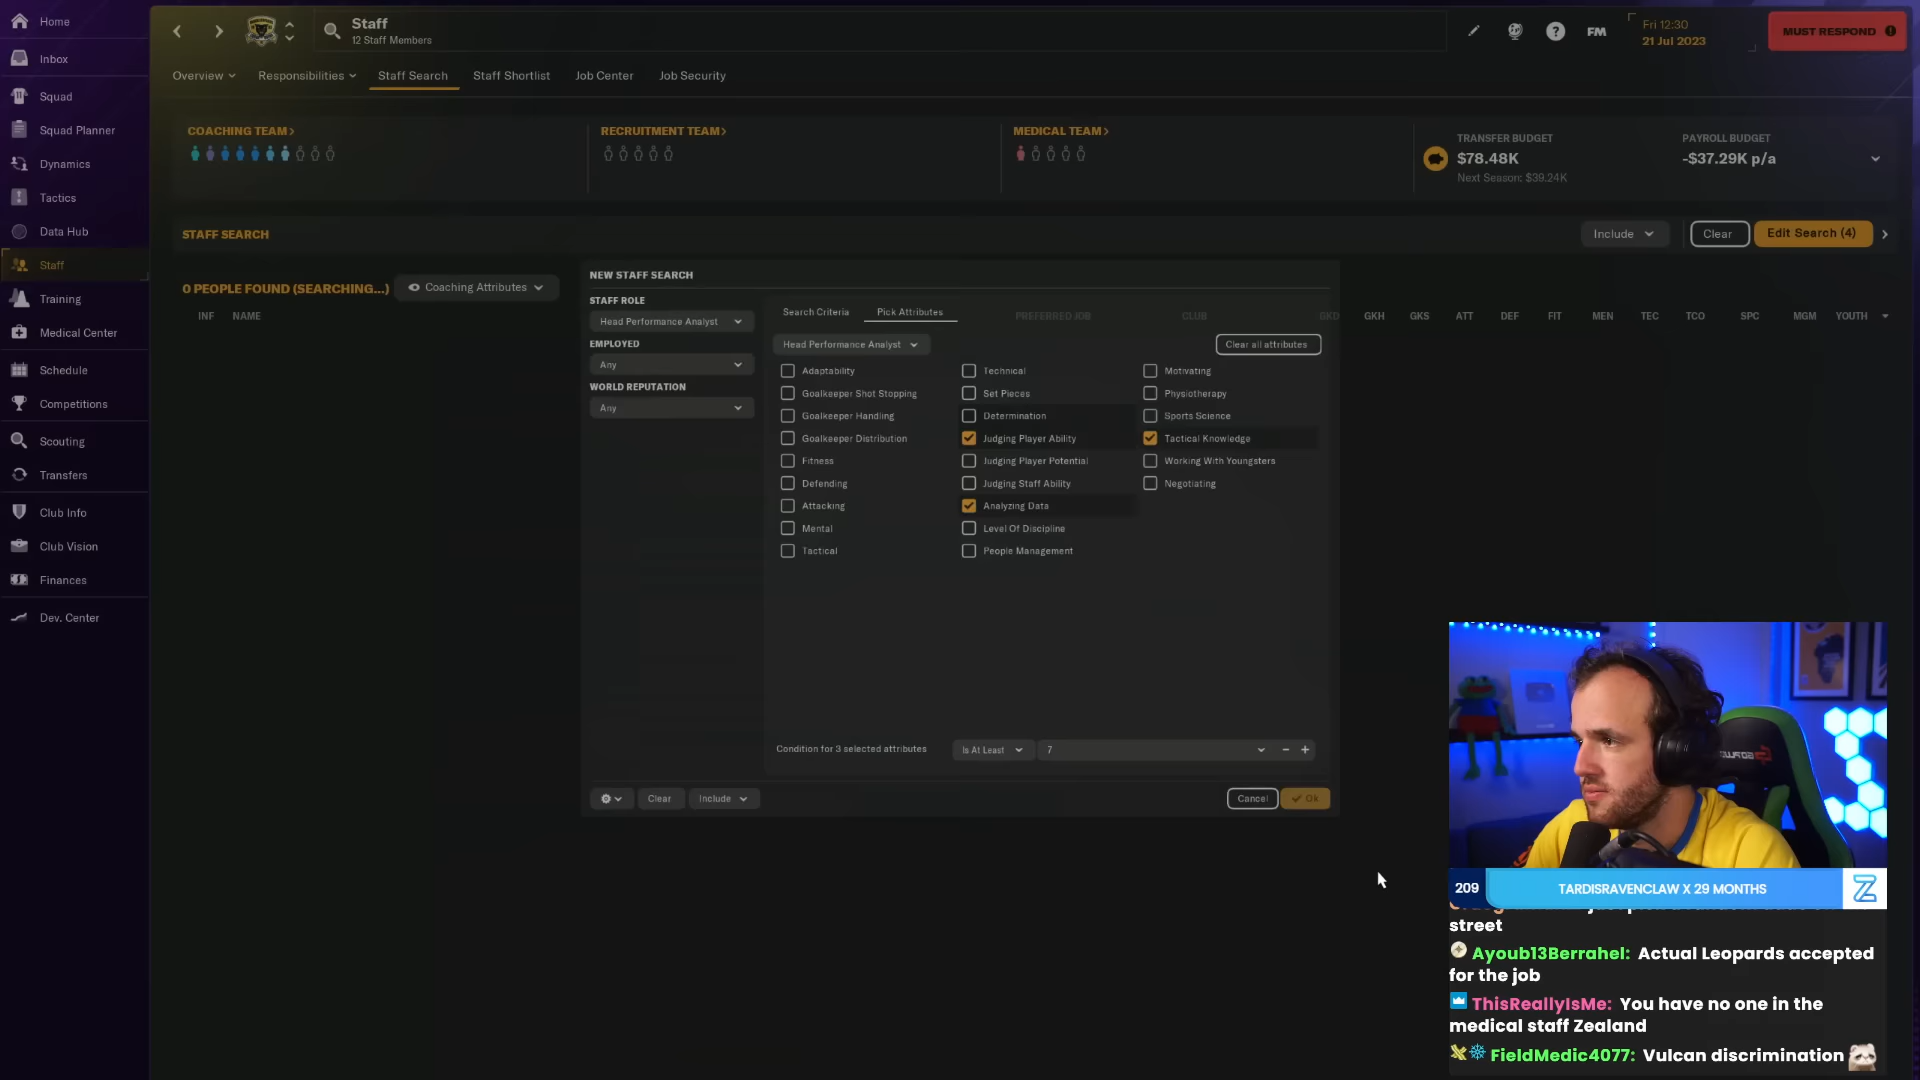 Home
Inbox
Squad
Squad Planner
Dynamics
Tactics
Data Hub
Staff
Training
Medical Center
Schedule
Competitions
Scouting
Transfers
Club Info
Club Vision
Finances
Dev. Center
Staff
12 Staff Members
FM
Fri 12:30
21 Jul 2023
MUST RESPOND
Overview
Responsibilities
Staff Search
Staff Shortlist
Job Center
Job Security
COACHING TEAM>
RECRUITMENT TEAM>
MEDICAL TEAM>
TRANSFER BUDGET
$78.48K
Next Season: $39.24K
PAYROLL BUDGET
-$37.29K p/a
STAFF SEARCH
Include
Clear
Edit Search (4)
0 PEOPLE FOUND (SEARCHING...)
Coaching Attributes
INF NAME PREFERRED JOB CLUB GKD GKH GKS ATT DEF FIT MEN TEC TCO SPC MGM YOUTH
NEW STAFF SEARCH
STAFF ROLE
Head Performance Analyst
EMPLOYED
Any
WORLD REPUTATION
Any
Search Criteria
Pick Attributes
Head Performance Analyst
Clear all attributes
Adaptability
Goalkeeper Shot Stopping
Goalkeeper Handling
Goalkeeper Distribution
Fitness
Defending
Attacking
Mental
Tactical
Technical
Set Pieces
Determination
Judging Player Ability
Judging Player Potential
Judging Staff Ability
Analyzing Data
Level Of Discipline
People Management
Motivating
Physiotherapy
Sports Science
Tactical Knowledge
Working With Youngsters
Negotiating
Condition for 3 selected attributes
Is At Least
7
Clear
Include
Cancel
Ok
209
TARDISRAVENCLAW X 29 MONTHS
street
Ayoub13Berrahel: Actual Leopards accepted
for the job
ThisReallyIsMe: You have no one in the
medical staff Zealand
FieldMedic4077: Vulcan discrimination